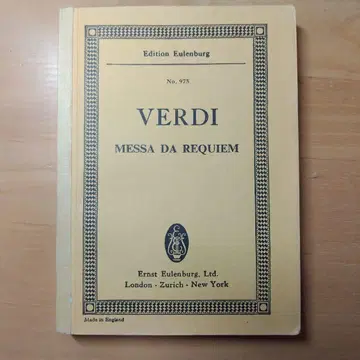 Edition Eulenburg
No. 975
VERDI
MESSA DA REQUIEM
Ernst Eulenburg, Ltd.
London - Zurich - New York
Made in England